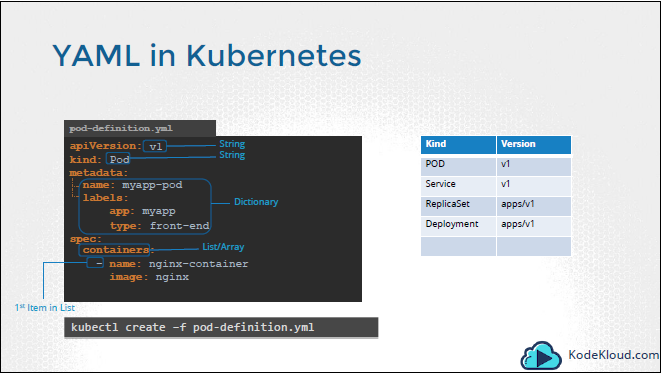 YAML in Kubernetes
pod-definition.yml
apiVersion: v1 String
kind: Pod String
metadata:
name: myapp-pod
labels: Dictionary
app: myapp
type: front-end
spec:
containers: List/Array
- name: nginx-container
image: nginx
1st Item in List
kubectl create -f pod-definition.yml
Kind Version
POD v1
Service v1
ReplicaSet apps/v1
Deployment apps/v1
KodeKloud.com